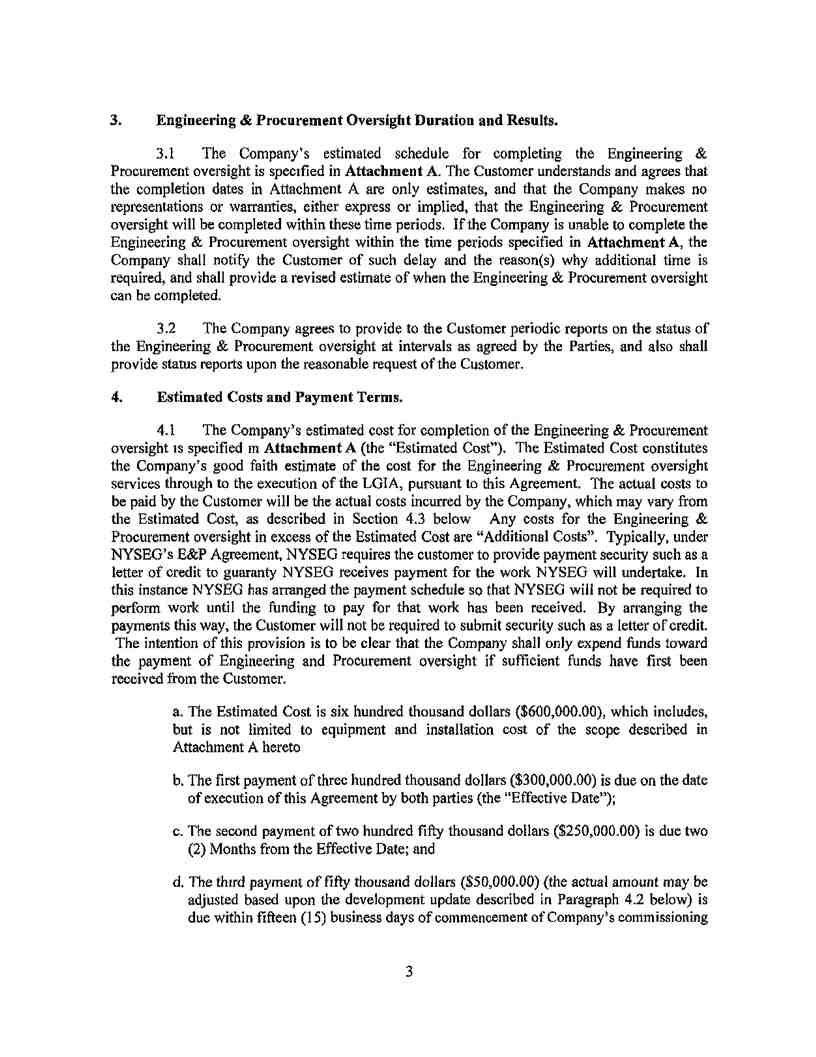 3. Engineering & Procurement Oversight Duration and Results.
3.1 The Company's estimated schedule for completing the Engineering &
Procurement oversight is specified in Attachment A. The Customer understands and agrees that
the completion dates in Attachment A are only estimates, and that the Company makes no
representations or warranties, either express or implied, that the Engineering & Procurement
oversight will be completed within these time periods. If the Company is unable to complete the
Engineering & Procurement oversight within the time periods specified in Attachment A, the
Company shall notify the Customer of such delay and the reason(s) why additional time is
required, and shall provide a revised estimate of when the Engineering & Procurement oversight
can be completed.
3.2 The Company agrees to provide to the Customer periodic reports on the status of
the Engineering & Procurement oversight at intervals as agreed by the Parties, and also shall
provide status reports upon the reasonable request of the Customer.
4. Estimated Costs and Payment Terms.
4.1 The Company's estimated cost for completion of the Engineering & Procurement
oversight is specified in Attachment A (the "Estimated Cost"). The Estimated Cost constitutes
the Company's good faith estimate of the cost for the Engineering & Procurement oversight
services through to the execution of the LGIA, pursuant to this Agreement. The actual costs to
be paid by the Customer will be the actual costs incurred by the Company, which may vary from
the Estimated Cost, as described in Section 4.3 below Any costs for the Engineering &
Procurement oversight in excess of the Estimated Cost are "Additional Costs". Typically, under
NYSEG's E&P Agreement, NYSEG requires the customer to provide payment security such as a
letter of credit to guaranty NYSEG receives payment for the work NYSEG will undertake. In
this instance NYSEG has arranged the payment schedule so that NYSEG will not be required to
perform work until the funding to pay for that work has been received. By arranging the
payments this way, the Customer will not be required to submit security such as a letter of credit.
The intention of this provision is to be clear that the Company shall only expend funds toward
the payment of Engineering and Procurement oversight if sufficient funds have first been
received from the Customer.
a. The Estimated Cost is six hundred thousand dollars ($600,000.00), which includes,
but is not limited to equipment and installation cost of the scope described in
Attachment A hereto
b. The first payment of three hundred thousand dollars ($300,000.00) is due on the date
of execution of this Agreement by both parties (the "Effective Date");
c. The second payment of two hundred fifty thousand dollars ($250,000.00) is due two
(2) Months from the Effective Date; and
d. The third payment of fifty thousand dollars ($50,000.00) (the actual amount may be
adjusted based upon the development update described in Paragraph 4.2 below) is
due within fifteen (15) business days of commencement of Company's commissioning
3